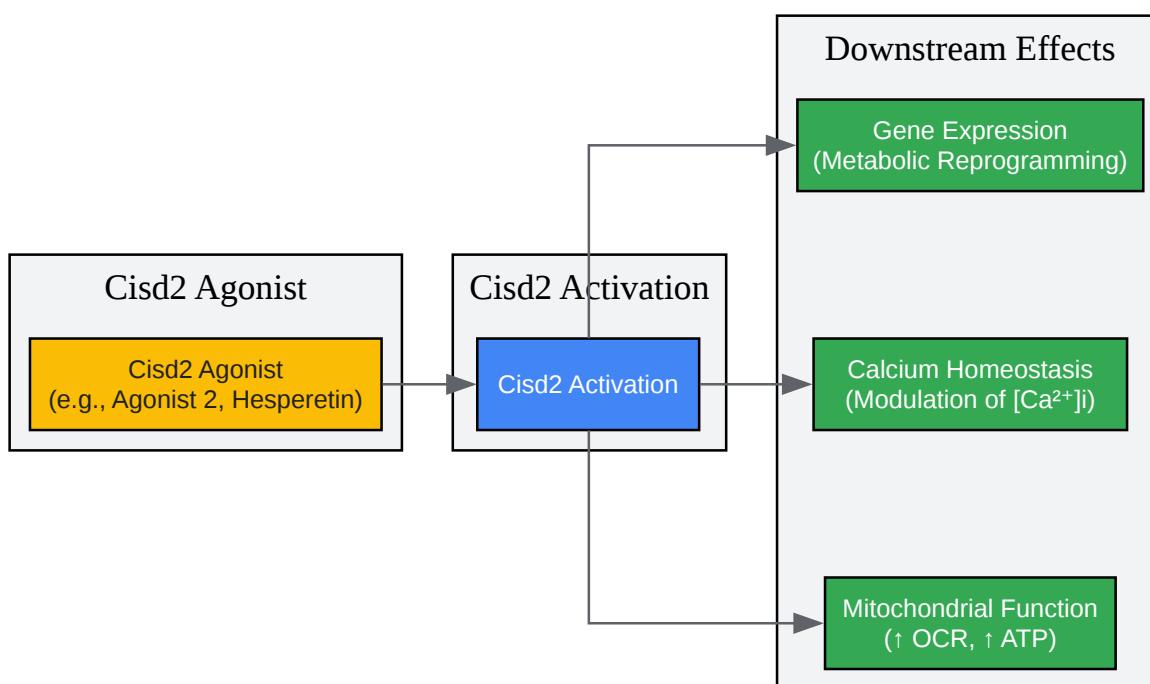 Cisd2 Agonist
Cisd2 Agonist
(e.g., Agonist 2, Hesperetin)
Cisd2 Activation
Cisd2 Activation
Downstream Effects
Gene Expression
(Metabolic Reprogramming)
Calcium Homeostasis
(Modulation of [Ca²⁺]i)
Mitochondrial Function
(↑ OCR, ↑ ATP)